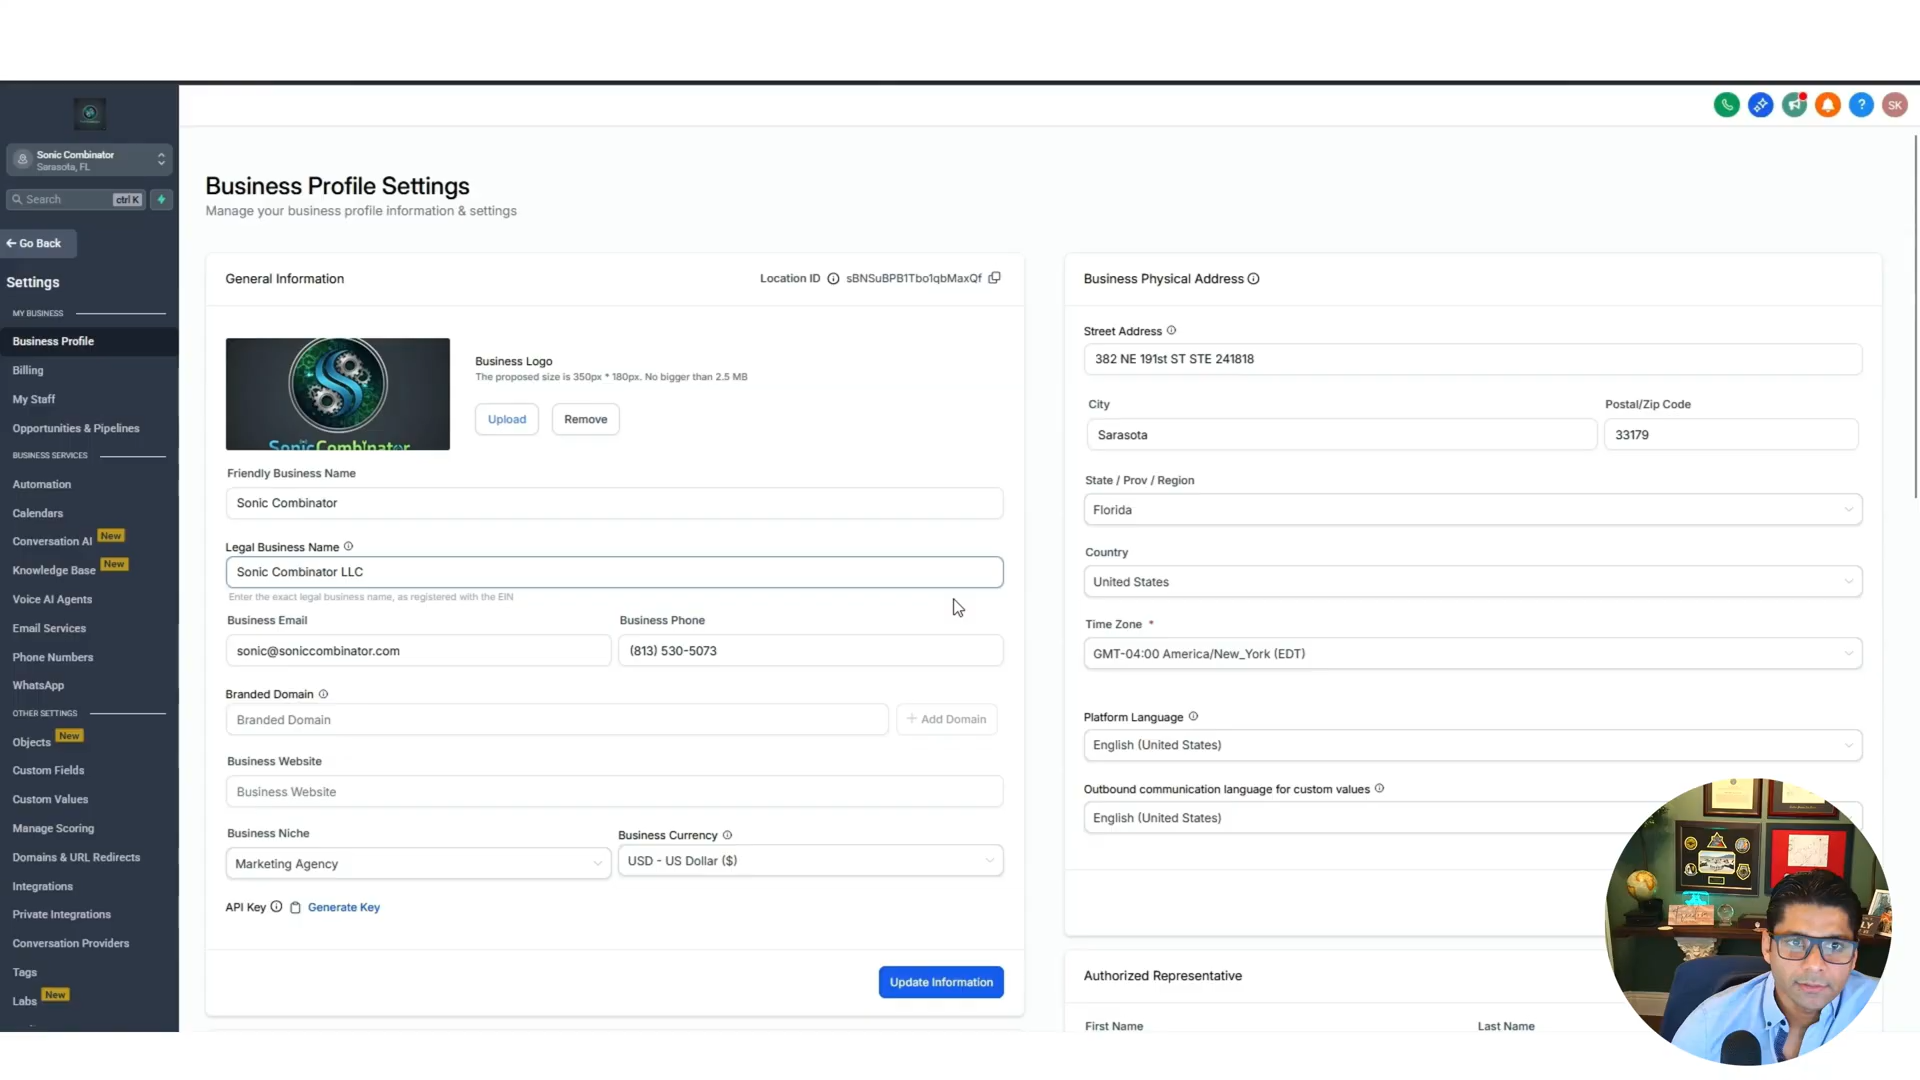 Sonic Combinator
Sarasota, FL
Search
ctrl K
Go Back
Settings
MY BUSINESS
Business Profile
Billing
My Staff
Opportunities & Pipelines
BUSINESS SERVICES
Automation
Calendars
Conversation AI New
Knowledge Base New
Voice AI Agents
Email Services
Phone Numbers
WhatsApp
OTHER SETTINGS
Objects New
Custom Fields
Custom Values
Manage Scoring
Domains & URL Redirects
Integrations
Private Integrations
Conversation Providers
Tags
Labs New
SK
Business Profile Settings
Manage your business profile information & settings
General Information
Location ID sBNSuBPB1Tbo1qbMaxQf
SonicCombinator
Business Logo
The proposed size is 350px * 180px. No bigger than 2.5 MB
Upload
Remove
Friendly Business Name
Sonic Combinator
Legal Business Name
Sonic Combinator LLC
Enter the exact legal business name, as registered with the EIN
Business Email
sonic@soniccombinator.com
Business Phone
(813) 530-5073
Branded Domain
Branded Domain
+ Add Domain
Business Website
Business Website
Business Niche
Marketing Agency
Business Currency
USD - US Dollar ($)
API Key Generate Key
Update Information
Business Physical Address
Street Address
382 NE 191st ST STE 241818
City
Sarasota
Postal/Zip Code
33179
State / Prov / Region
Florida
Country
United States
Time Zone *
GMT-04:00 America/New_York (EDT)
Platform Language
English (United States)
Outbound communication language for custom values
English (United States)
Authorized Representative
First Name
Last Name